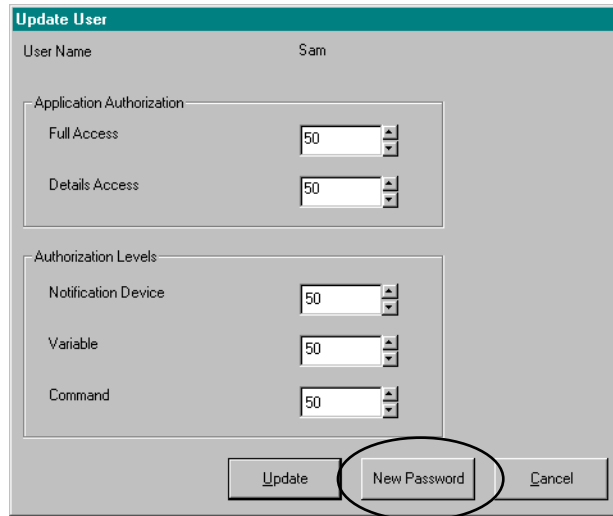 Update User
User Name Sam
Application Authorization
Full Access 50
Details Access 50
Authorization Levels
Notification Device 50
Variable 50
Command 50
Update New Password Cancel